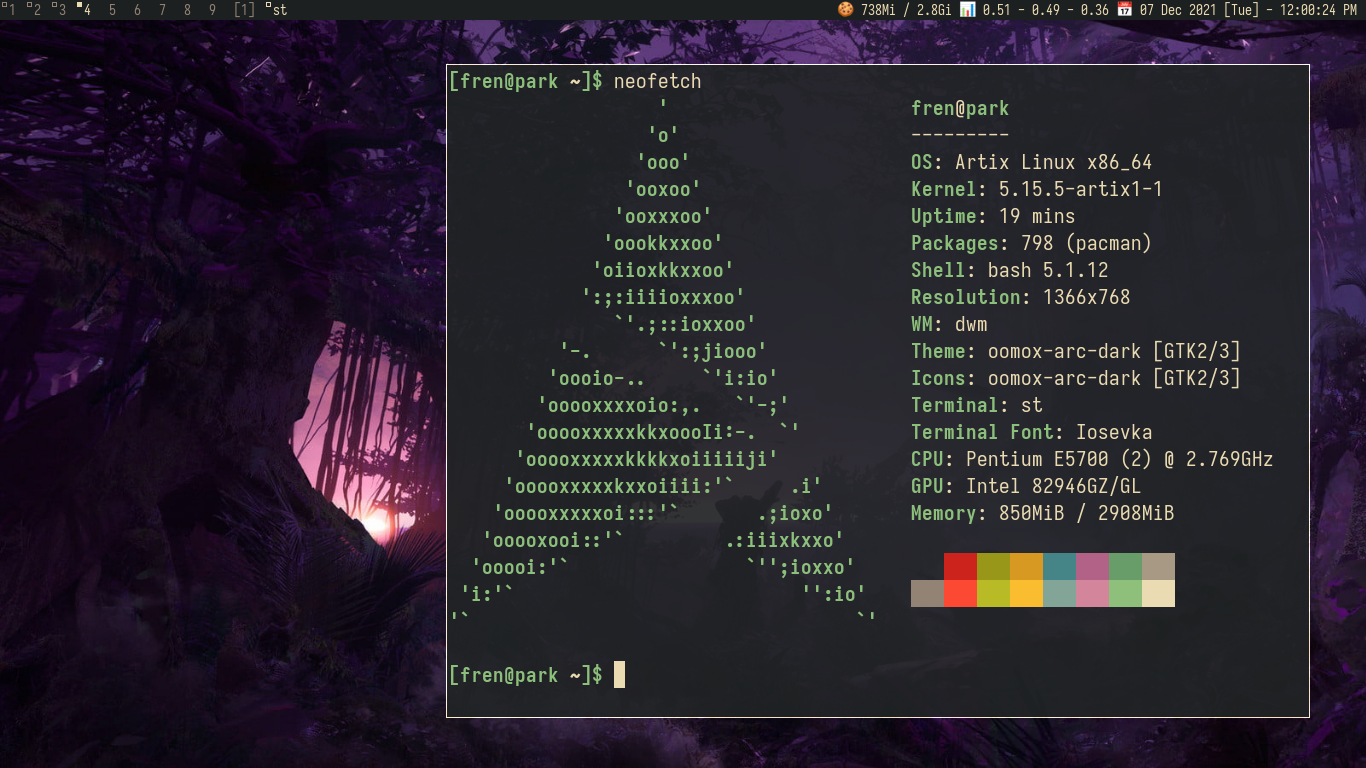 1 2 3 4 5 6 7 8 9 [1] st 🍪 738Mi / 2.8Gi 📊 0.51 - 0.49 - 0.36 📅 07 Dec 2021 [Tue] - 12:00:24 PM
[fren@park ~]$ neofetch
' fren@park
'o' ---------
'ooo' OS: Artix Linux x86_64
'ooxoo' Kernel: 5.15.5-artix1-1
'ooxxxoo' Uptime: 19 mins
'oookkxxoo' Packages: 798 (pacman)
'oiioxkkxxoo' Shell: bash 5.1.12
':;:iiiioxxxoo' Resolution: 1366x768
`'.;::ioxxoo' WM: dwm
'-. `':;jiooo' Theme: oomox-arc-dark [GTK2/3]
'oooio-.. `'i:io' Icons: oomox-arc-dark [GTK2/3]
'ooooxxxxoio:,. `'-;' Terminal: st
'ooooxxxxxkkxoooIi:-. `' Terminal Font: Iosevka
'ooooxxxxxkkkkxoiiiiiji' CPU: Pentium E5700 (2) @ 2.769GHz
'ooooxxxxxkxxoiiii:'` .i' GPU: Intel 82946GZ/GL
'ooooxxxxxoi:::'` .;ioxo' Memory: 850MiB / 2908MiB
'ooooxooi::'` .:iiixkxxo'
'ooooi:'` `'';ioxxo'
'i:'` '':io'
'` `'
[fren@park ~]$